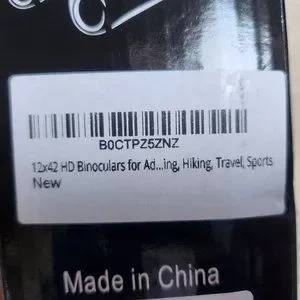 B0CTPZ5ZNZ
12x42 HD Binoculars for Ad...ing, Hiking, Travel, Sports
New
Made in China